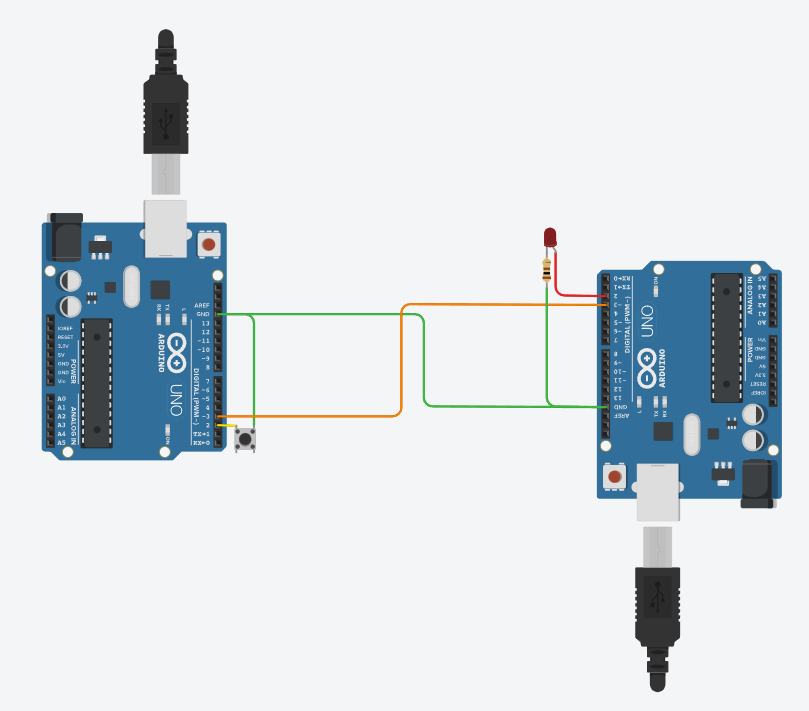 AREF
GND
13
12
~11
~10
~9
8
7
~6
~5
4
~3
2
TX→1
RX←0
DIGITAL (PWM~)
L
TX
RX
ARDUINO
UNO
ON
IOREF
RESET
3.3V
5V
GND
GND
Vin
POWER
A0
A1
A2
A3
A4
A5
ANALOG IN
RX←0
TX→1
2
~3
4
~5
~6
7
8
~9
~10
~11
12
13
GND
AREF
DIGITAL (PWM~)
ON
UNO
ARDUINO
L
TX
RX
A5
A4
A3
A2
A1
A0
ANALOG IN
Vin
GND
GND
5V
3.3V
RESET
IOREF
POWER